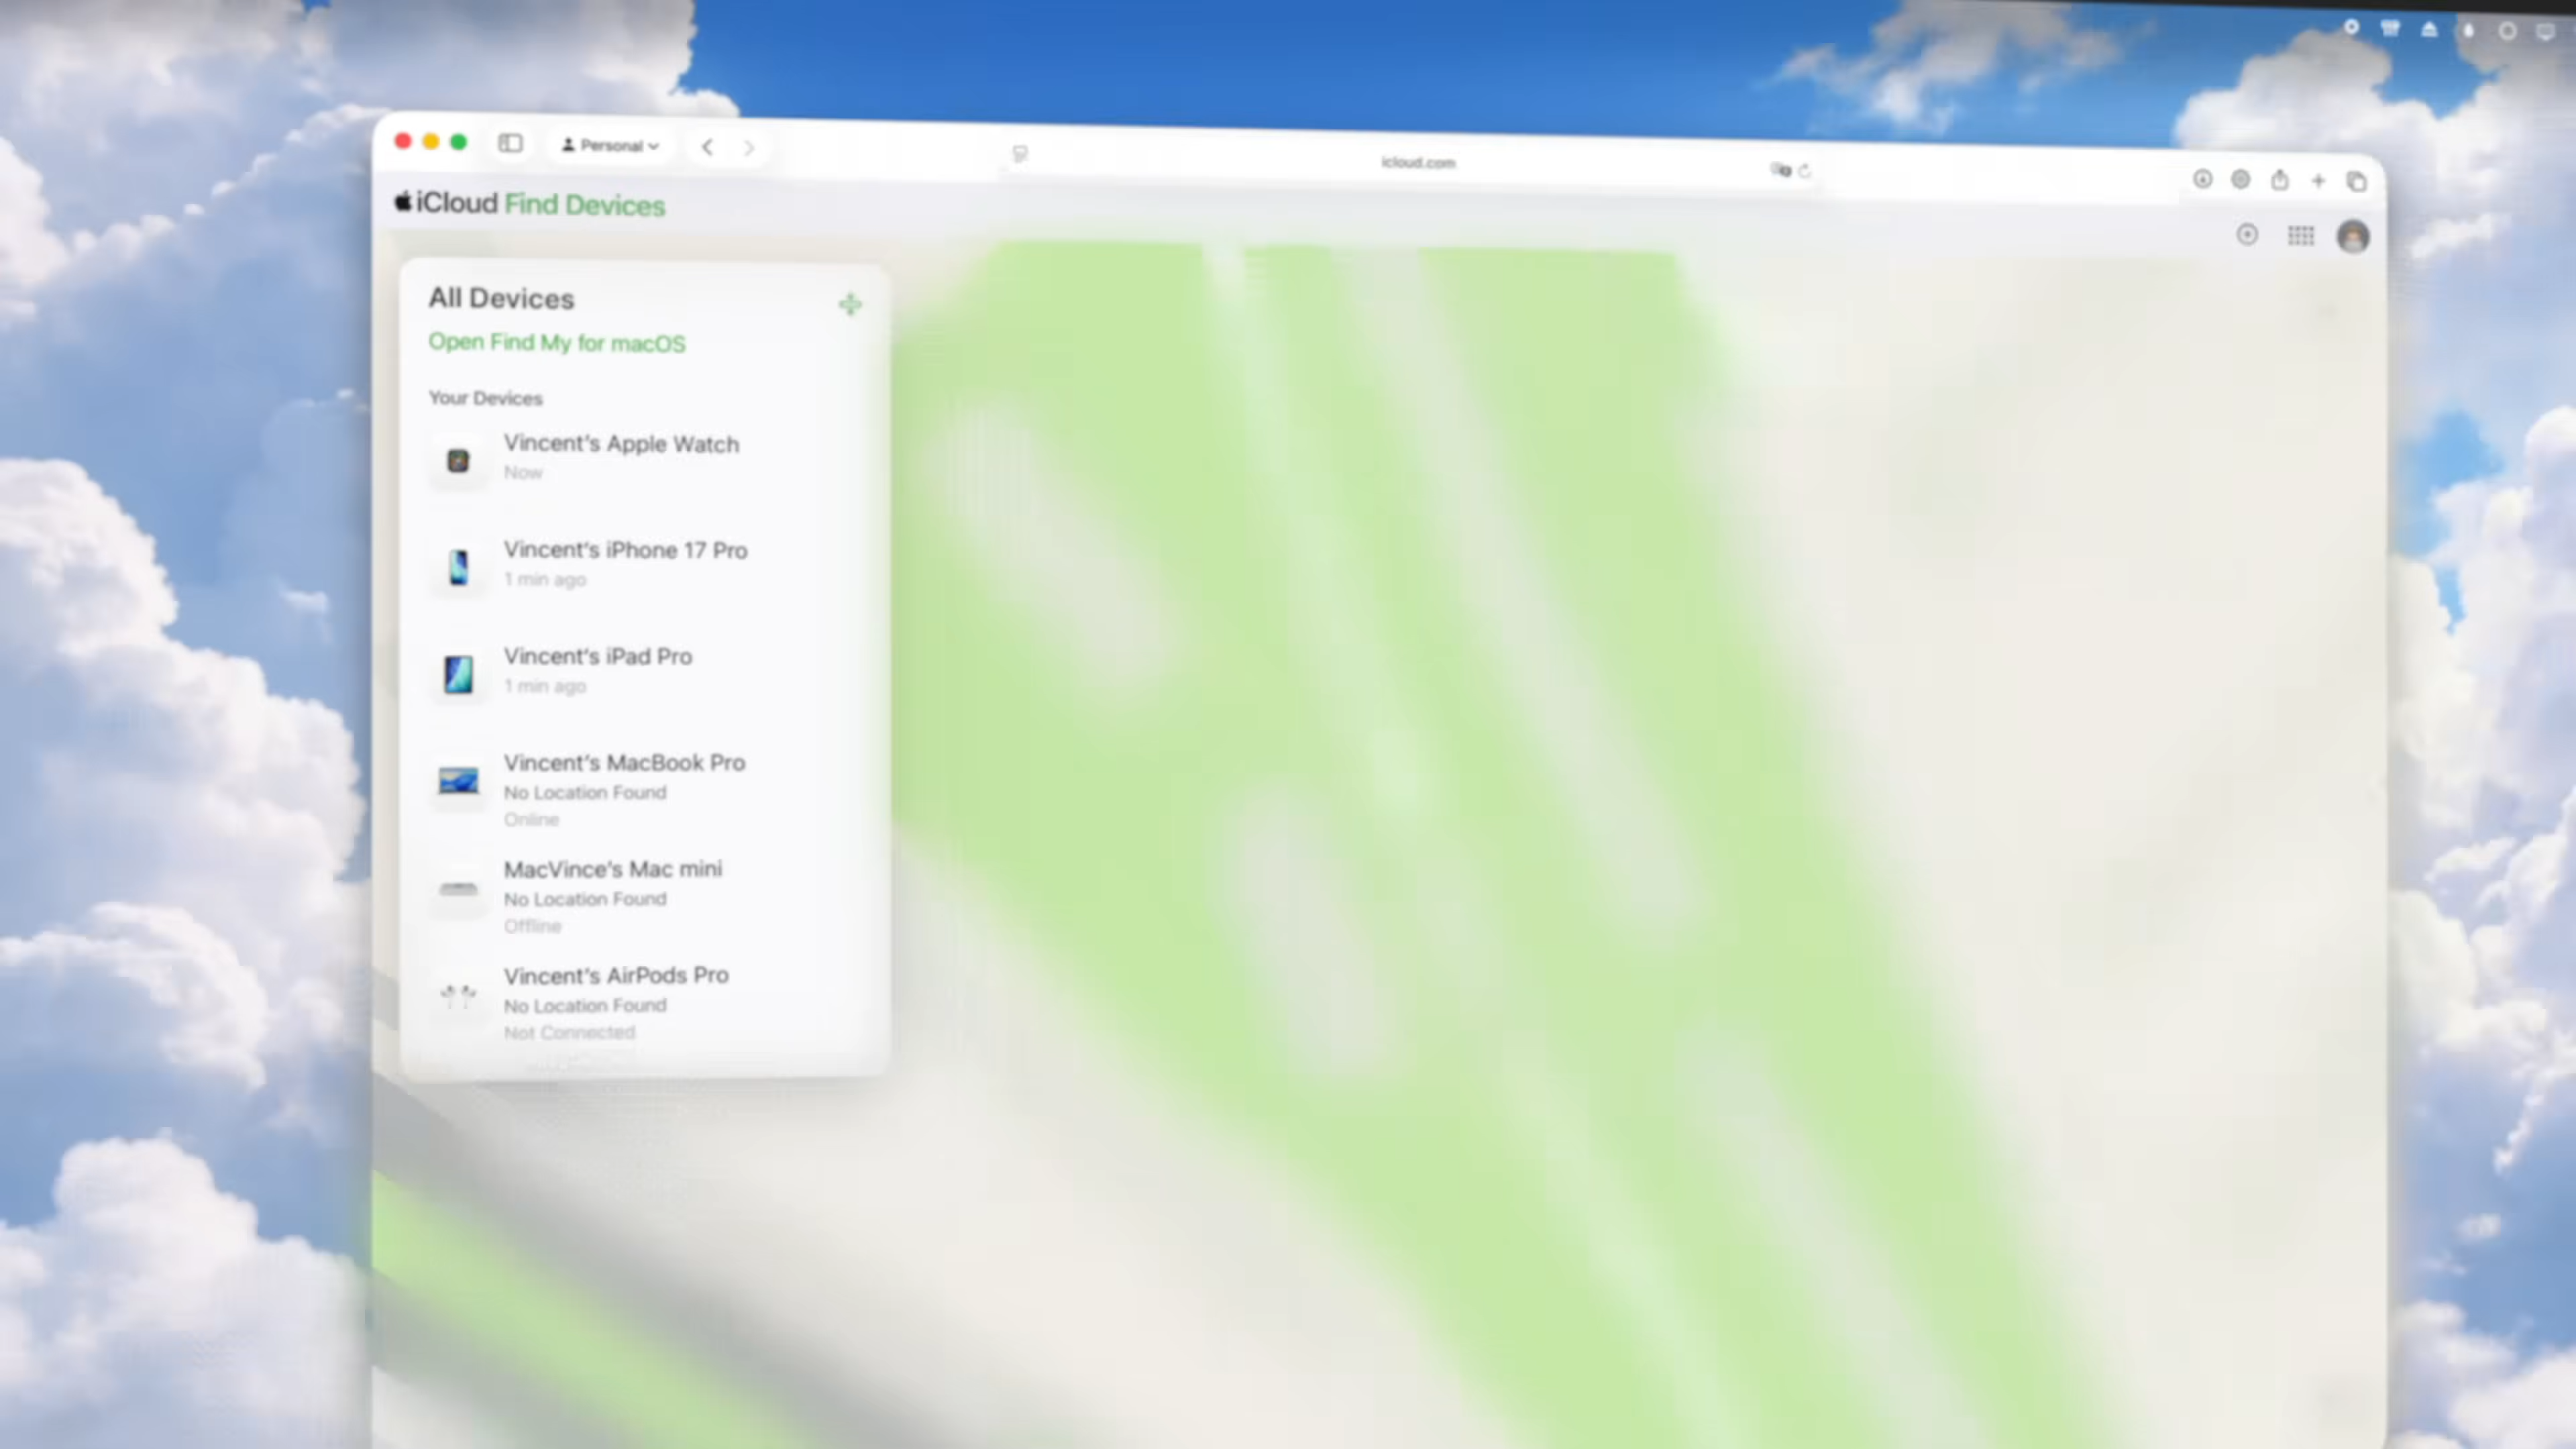 Personal
icloud.com
iCloud Find Devices
All Devices
Open Find My for macOS
Your Devices
Vincent's Apple Watch
Now
Vincent's iPhone 17 Pro
1 min ago
Vincent's iPad Pro
1 min ago
Vincent's MacBook Pro
No Location Found
Online
MacVince's Mac mini
No Location Found
Offline
Vincent's AirPods Pro
No Location Found
Not Connected